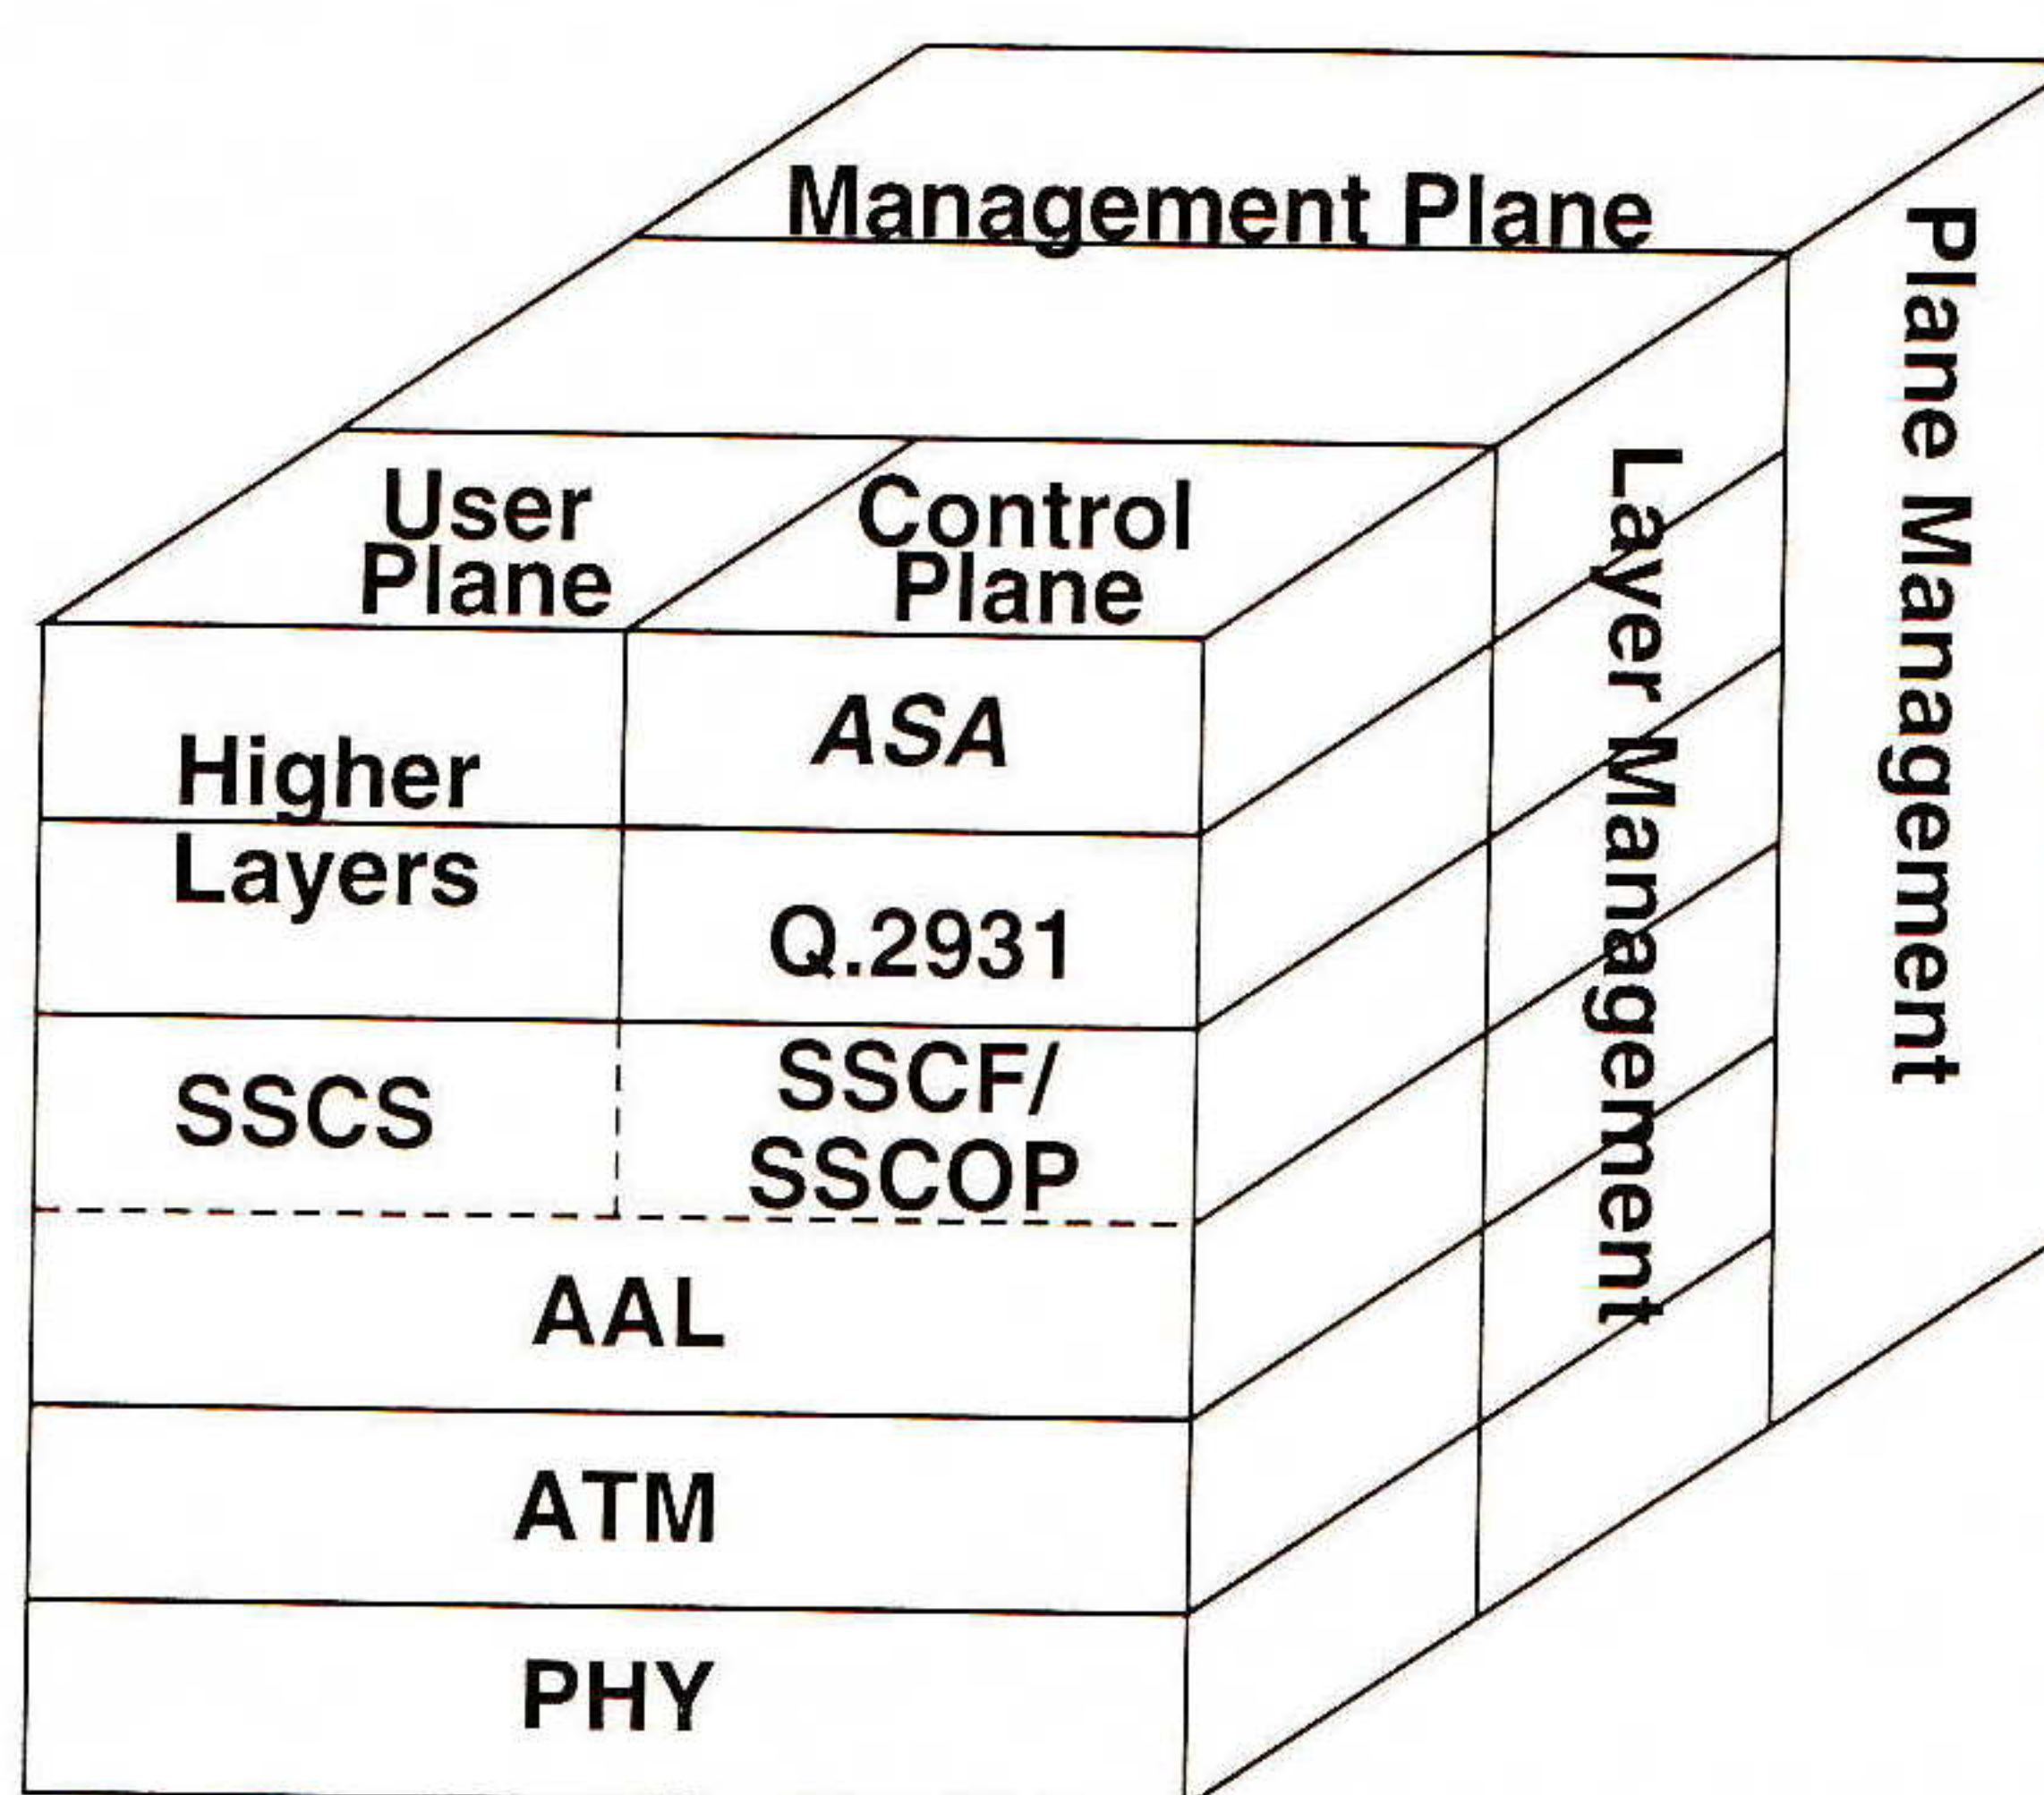 Management Plane
User
Plane
Control
Plane
Higher
Layers
ASA
Q.2931
SSCS
SSCF/
SSCOP
AAL
ATM
PHY
Layer Management
Plane Management